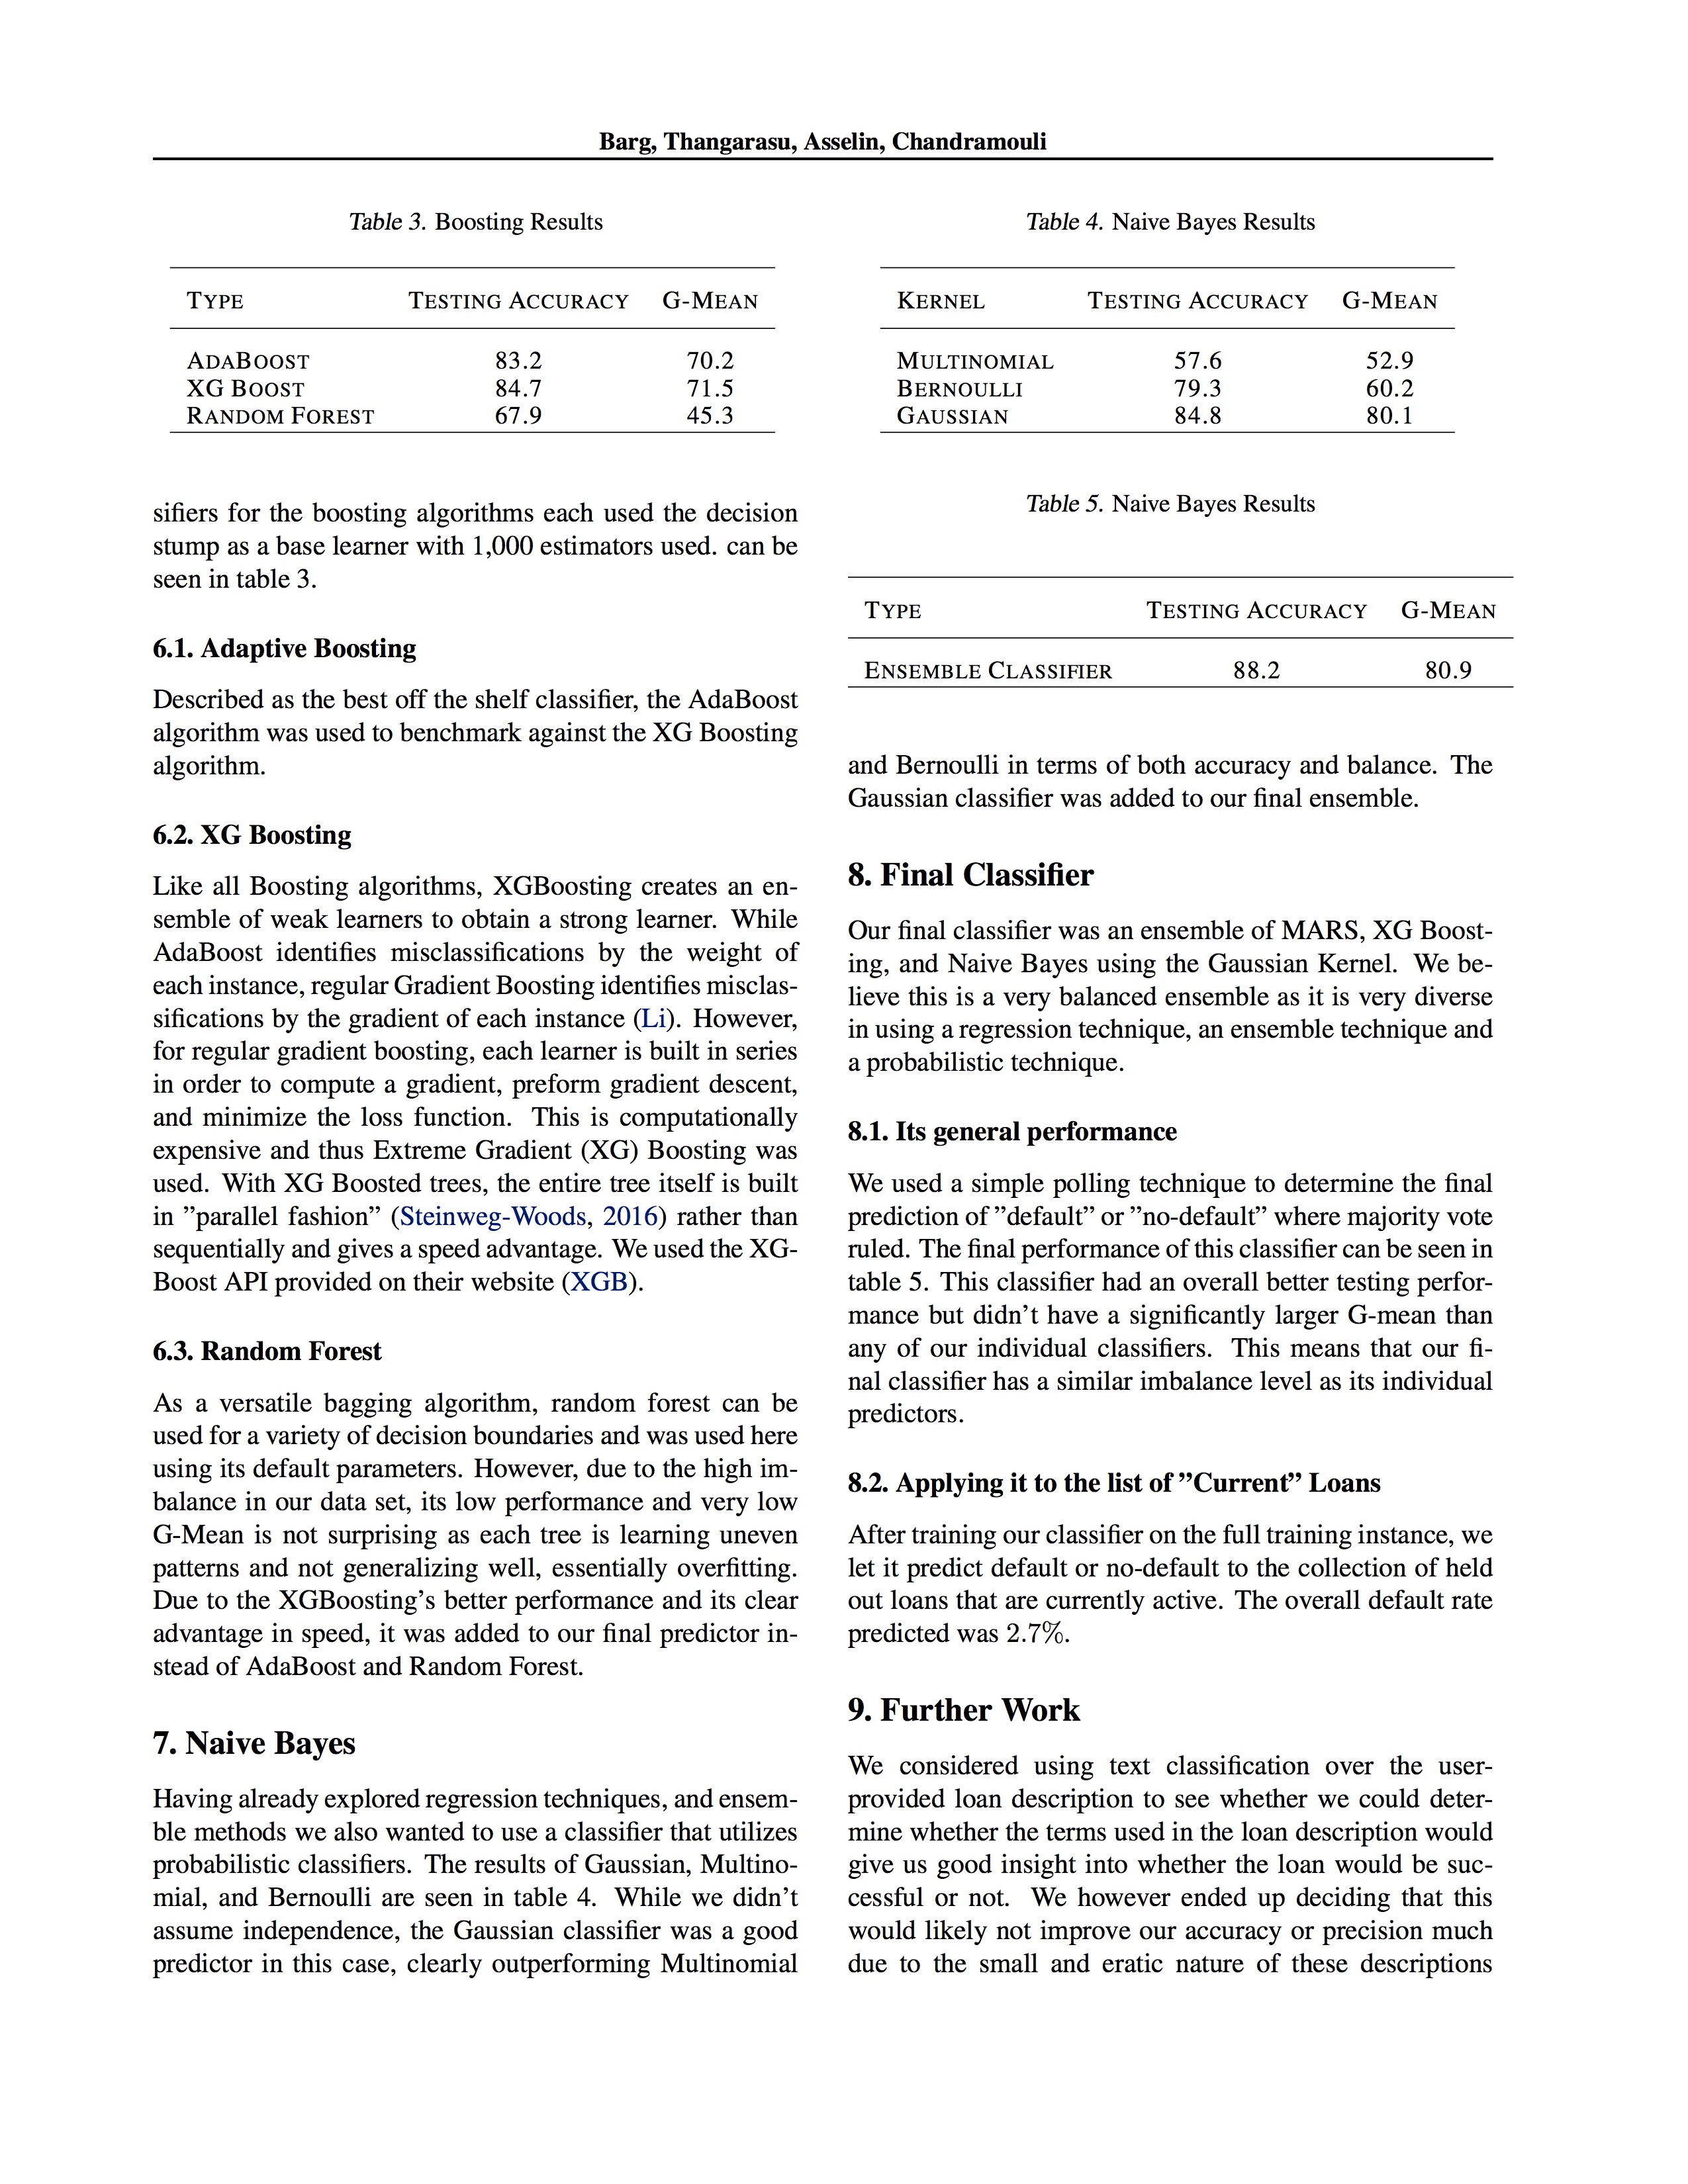 Barg, Thangarasu, Asselin, Chandramouli
Table 3. Boosting Results
TYPE TESTING ACCURACY G-MEAN
ADABOOST 83.2 70.2
XG BOOST 84.7 71.5
RANDOM FOREST 67.9 45.3
sifiers for the boosting algorithms each used the decision
stump as a base learner with 1,000 estimators used. can be
seen in table 3.
6.1. Adaptive Boosting
Described as the best off the shelf classifier, the AdaBoost
algorithm was used to benchmark against the XG Boosting
algorithm.
6.2. XG Boosting
Like all Boosting algorithms, XGBoosting creates an en-
semble of weak learners to obtain a strong learner. While
AdaBoost identifies misclassifications by the weight of
each instance, regular Gradient Boosting identifies misclas-
sifications by the gradient of each instance (Li). However,
for regular gradient boosting, each learner is built in series
in order to compute a gradient, preform gradient descent,
and minimize the loss function. This is computationally
expensive and thus Extreme Gradient (XG) Boosting was
used. With XG Boosted trees, the entire tree itself is built
in ”parallel fashion” (Steinweg-Woods, 2016) rather than
sequentially and gives a speed advantage. We used the XG-
Boost API provided on their website (XGB).
6.3. Random Forest
As a versatile bagging algorithm, random forest can be
used for a variety of decision boundaries and was used here
using its default parameters. However, due to the high im-
balance in our data set, its low performance and very low
G-Mean is not surprising as each tree is learning uneven
patterns and not generalizing well, essentially overfitting.
Due to the XGBoosting’s better performance and its clear
advantage in speed, it was added to our final predictor in-
stead of AdaBoost and Random Forest.
7. Naive Bayes
Having already explored regression techniques, and ensem-
ble methods we also wanted to use a classifier that utilizes
probabilistic classifiers. The results of Gaussian, Multino-
mial, and Bernoulli are seen in table 4. While we didn’t
assume independence, the Gaussian classifier was a good
predictor in this case, clearly outperforming Multinomial
Table 4. Naive Bayes Results
KERNEL TESTING ACCURACY G-MEAN
MULTINOMIAL 57.6 52.9
BERNOULLI 79.3 60.2
GAUSSIAN 84.8 80.1
Table 5. Naive Bayes Results
TYPE TESTING ACCURACY G-MEAN
ENSEMBLE CLASSIFIER 88.2 80.9
and Bernoulli in terms of both accuracy and balance. The
Gaussian classifier was added to our final ensemble.
8. Final Classifier
Our final classifier was an ensemble of MARS, XG Boost-
ing, and Naive Bayes using the Gaussian Kernel. We be-
lieve this is a very balanced ensemble as it is very diverse
in using a regression technique, an ensemble technique and
a probabilistic technique.
8.1. Its general performance
We used a simple polling technique to determine the final
prediction of ”default” or ”no-default” where majority vote
ruled. The final performance of this classifier can be seen in
table 5. This classifier had an overall better testing perfor-
mance but didn’t have a significantly larger G-mean than
any of our individual classifiers. This means that our fi-
nal classifier has a similar imbalance level as its individual
predictors.
8.2. Applying it to the list of ”Current” Loans
After training our classifier on the full training instance, we
let it predict default or no-default to the collection of held
out loans that are currently active. The overall default rate
predicted was 2.7%.
9. Further Work
We considered using text classification over the user-
provided loan description to see whether we could deter-
mine whether the terms used in the loan description would
give us good insight into whether the loan would be suc-
cessful or not. We however ended up deciding that this
would likely not improve our accuracy or precision much
due to the small and eratic nature of these descriptions